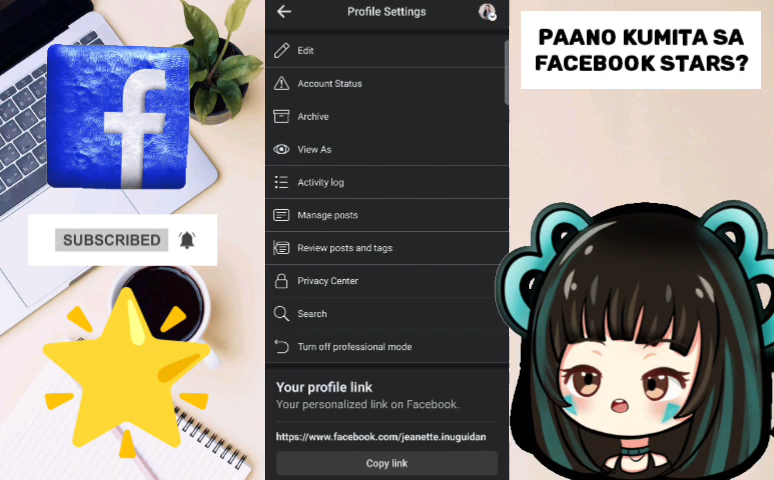 Profile Settings
PAANO KUMITA SA
FACEBOOK STARS?
Edit
Account Status
Archive
View As
Activity log
Manage posts
Review posts and tags
Privacy Center
Search
Turn off professional mode
Your profile link
Your personalized link on Facebook.
https://www.facebook.com/jeanette.inuguidan
Copy link
f
SUBSCRIBED